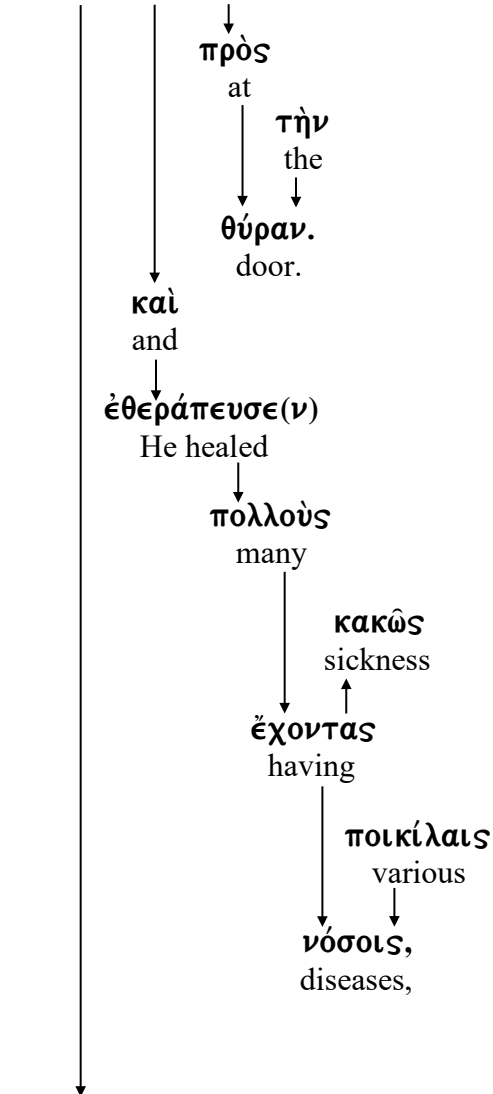 πρὸς
at
τὴν
the
θύραν.
door.
καὶ
and
ἐθεράπευσε(ν)
He healed
πολλοὺς
many
κακῶς
sickness
ἔχοντας
having
ποικίλαις
various
νόσοις,
diseases,